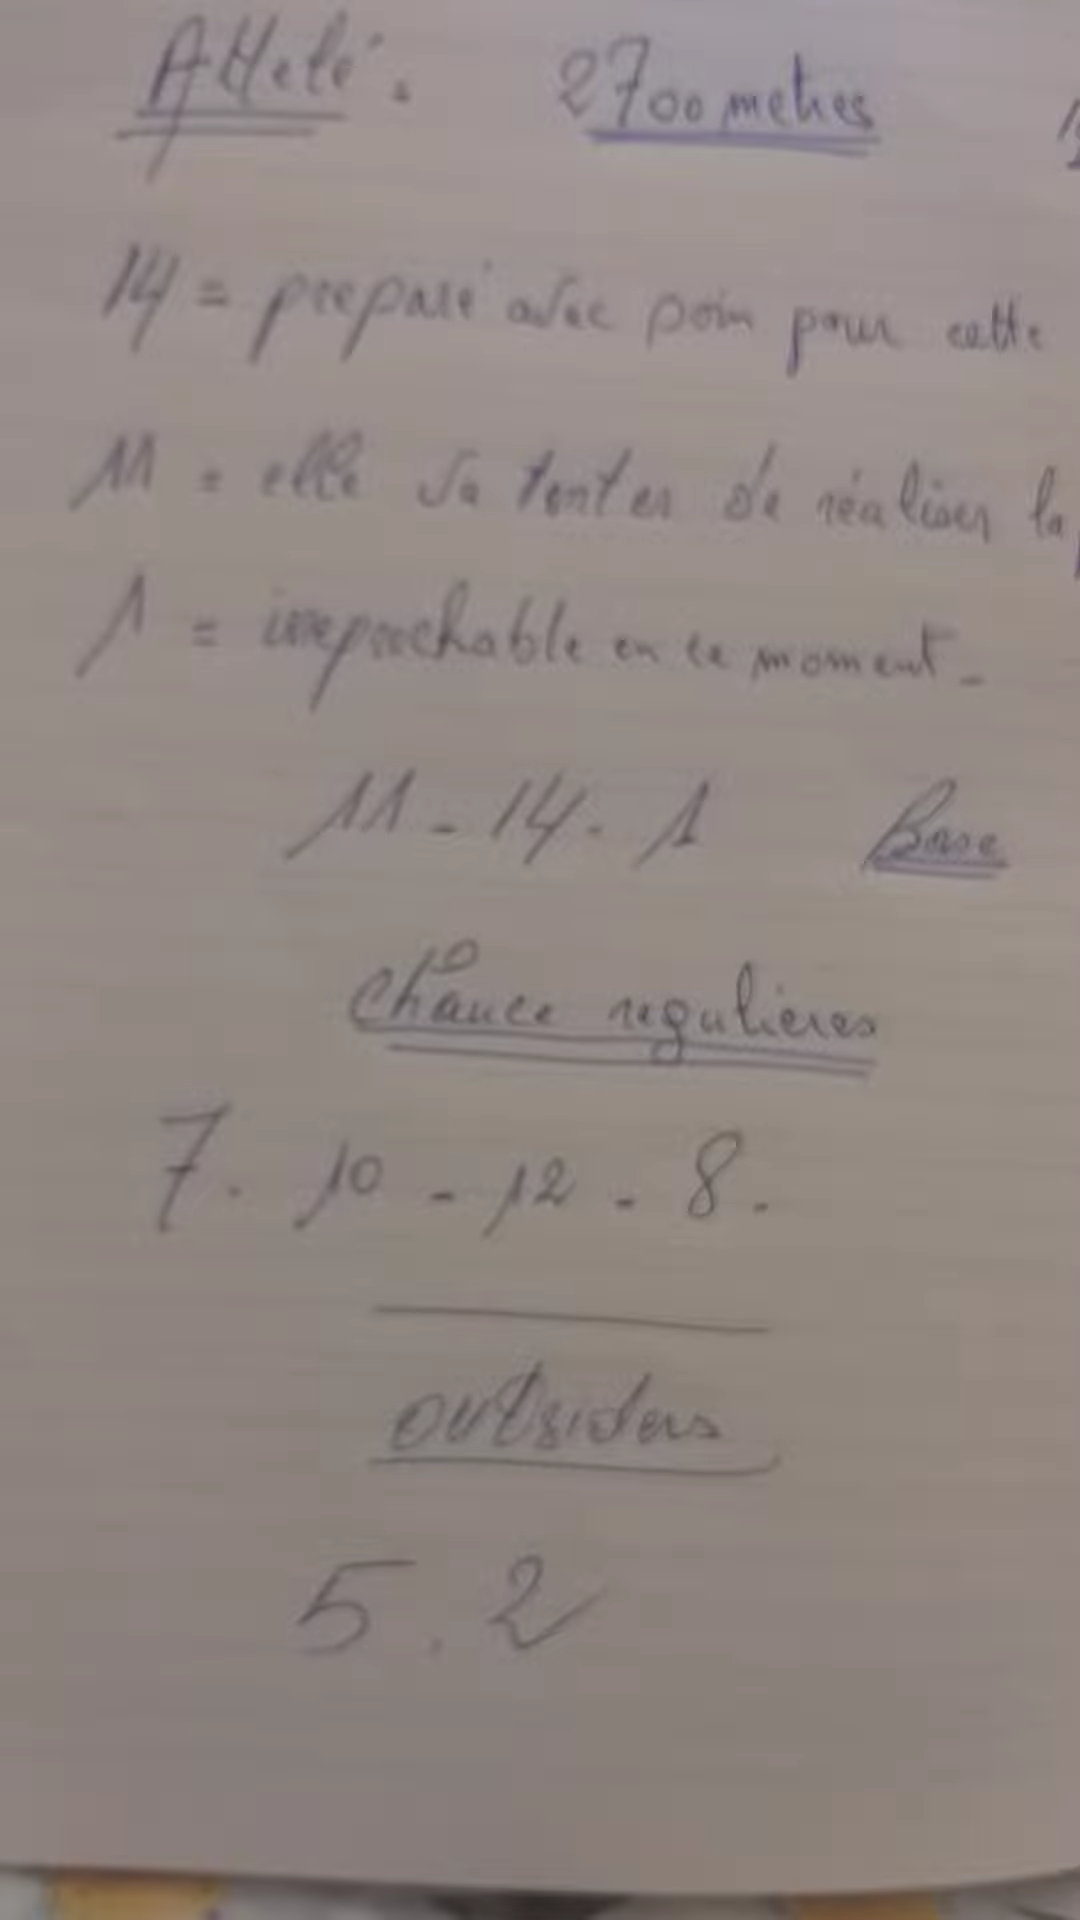 Attelé. 2700 metres
14 = preparé avec soin pour cette
11 = elle va tenter de réaliser la
1 = irreprochable en ce moment -
11 - 14 - 1 Base
Chance regulieres
7. 10 - 12 - 8.
outsiders
5. 2